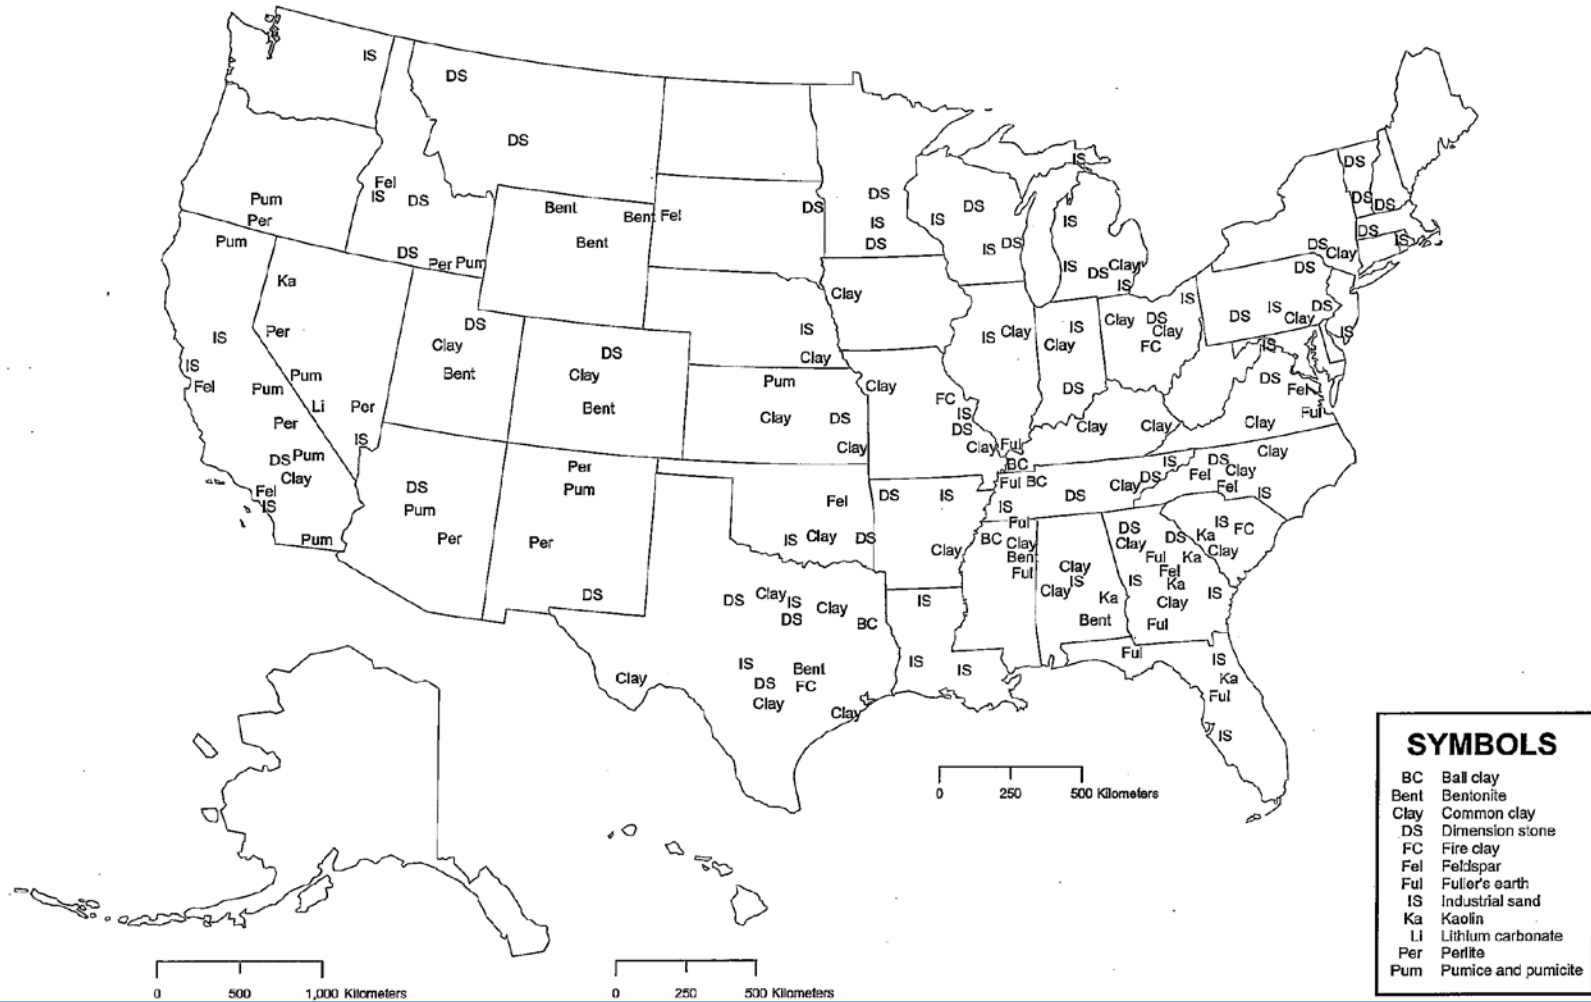 IS
DS
DS
Fel
IS
DS
DS
Per
Pum
Pum
Per
Pum
IS
IS
Fel
Pum
Per
DS
Pum
Clay
Fel
IS
Pum
Ka
Per
Pum
Li
Per
IS
Bent
Bent
Bent
Fel
DS
DS
Clay
Bent
DS
Clay
Bent
DS
Pum
Per
Per
Pum
Per
DS
IS
Clay
Pum
Clay
DS
Clay
Fel
IS
Clay
DS
DS
Clay
IS
DS
Clay
BC
IS
DS
Clay
Bent
FC
Clay
Clay
DS
IS
DS
Clay
Clay
FC
IS
DS
Clay
DS
IS
Clay
IS
IS
IS
DS
IS
IS
DS
IS
Clay
IS
Clay
DS
IS
IS
IS
DS
Clay
IS
Clay
DS
Clay
FC
IS
Clay
Clay
Ful
BC
Ful
BC
IS
DS
Clay
DS
IS
Ful
BC
Clay
Bent
Ful
Clay
IS
Clay
Ka
Bent
DS
Clay
DS
Ful
Ka
Fel
Ka
IS
Clay
IS
Ful
Ful
IS
Ka
Ful
IS
IS
FC
Ka
Clay
DS
Clay
Clay
Fel
Fel
IS
IS
DS
Fel
Ful
Clay
DS
DS
IS
Clay
DS
IS
DS
Clay
DS
DS
DS
DS
IS
0 250 500 Kilometers
0 500 1,000 Kilometers
0 250 500 Kilometers
SYMBOLS
BC Ball clay
Bent Bentonite
Clay Common clay
DS Dimension stone
FC Fire clay
Fel Feldspar
Ful Fuller's earth
IS Industrial sand
Ka Kaolin
Li Lithium carbonate
Per Perlite
Pum Pumice and pumicite